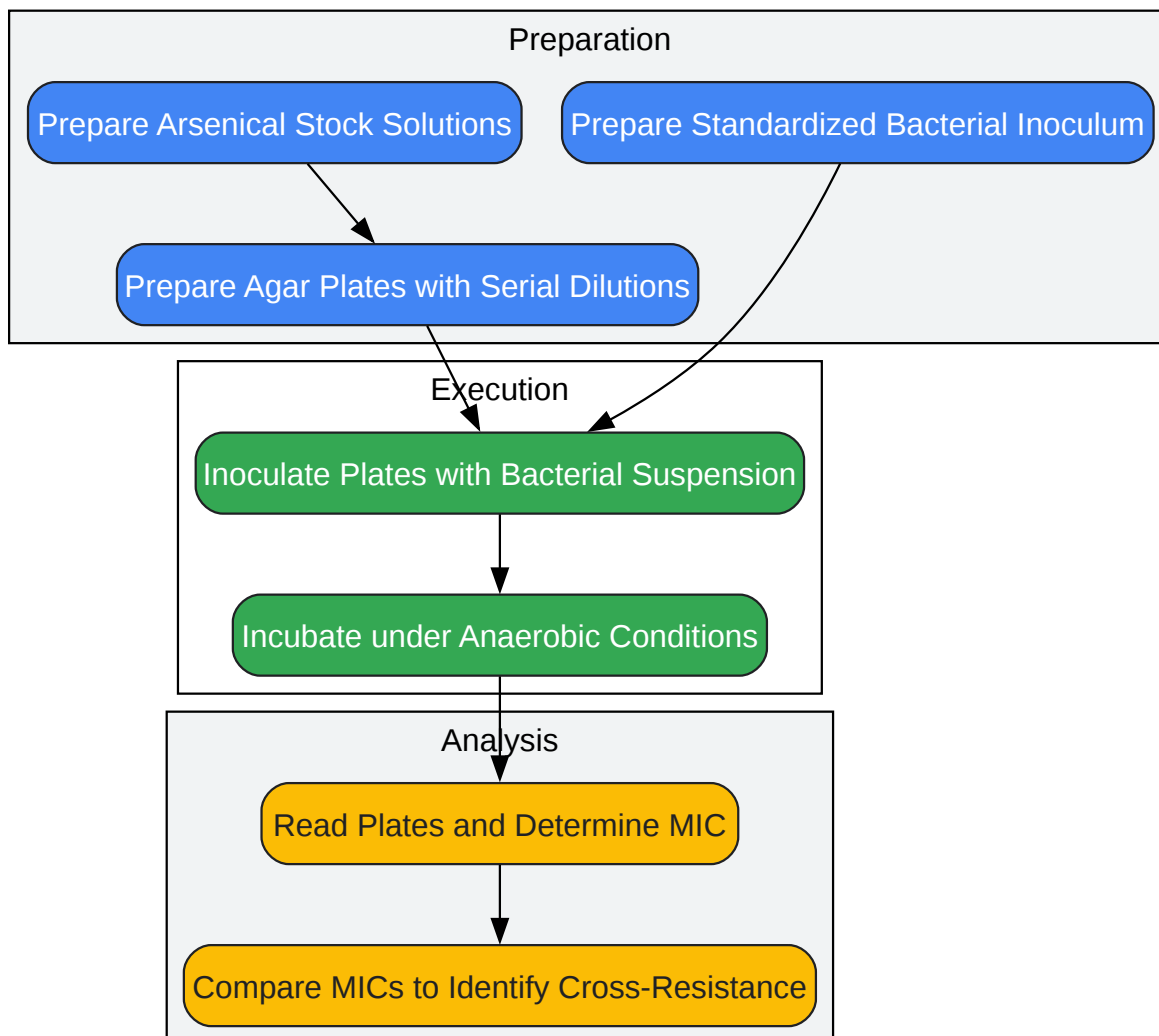 Preparation
Prepare Arsenical Stock Solutions
Prepare Standardized Bacterial Inoculum
Prepare Agar Plates with Serial Dilutions
Execution
Inoculate Plates with Bacterial Suspension
Incubate under Anaerobic Conditions
Analysis
Read Plates and Determine MIC
Compare MICs to Identify Cross-Resistance